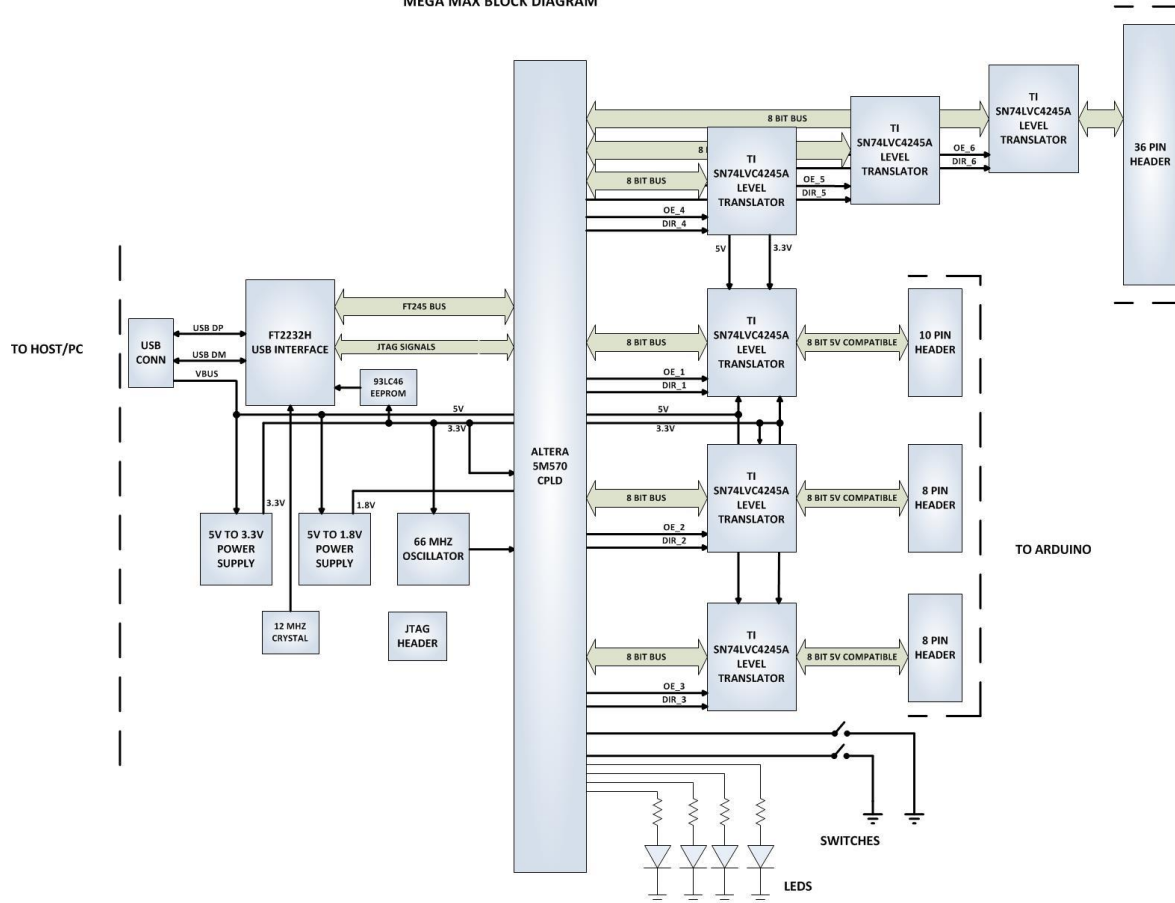 MEGA MAX BLOCK DIAGRAM
TI
SN74LVC4245A
LEVEL
TRANSLATOR
36 PIN
HEADER
8 BIT BUS
TI
SN74LVC4245A
LEVEL
TRANSLATOR
OE_6
DIR_6
8
8 BIT BUS
TI
SN74LVC4245A
LEVEL
TRANSLATOR
OE_5
DIR_5
OE_4
DIR_4
5V
3.3V
TO HOST/PC
USB
CONN
USB DP
USB DM
VBUS
FT2232H
USB INTERFACE
FT245 BUS
JTAG SIGNALS
93LC46
EEPROM
5V
3.3V
ALTERA
5M570
CPLD
8 BIT BUS
OE_1
DIR_1
TI
SN74LVC4245A
LEVEL
TRANSLATOR
8 BIT 5V COMPATIBLE
10 PIN
HEADER
5V
3.3V
8 BIT BUS
OE_2
DIR_2
TI
SN74LVC4245A
LEVEL
TRANSLATOR
8 BIT 5V COMPATIBLE
8 PIN
HEADER
TO ARDUINO
3.3V
1.8V
5V TO 3.3V
POWER
SUPPLY
5V TO 1.8V
POWER
SUPPLY
66 MHZ
OSCILLATOR
12 MHZ
CRYSTAL
JTAG
HEADER
8 BIT BUS
OE_3
DIR_3
TI
SN74LVC4245A
LEVEL
TRANSLATOR
8 BIT 5V COMPATIBLE
8 PIN
HEADER
SWITCHES
LEDS